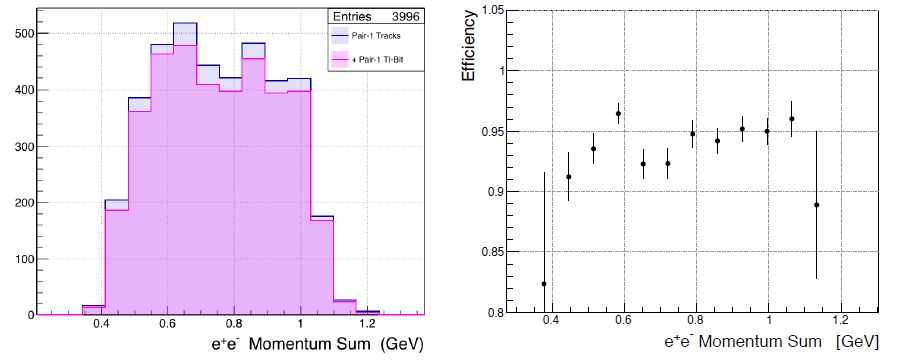 Entries 3996
Pair-1 Tracks
+ Pair-1 TI-Bit
500
400
300
200
100
0
0.4 0.6 0.8 1 1.2
e+e- Momentum Sum (GeV)
Efficiency
1.05
1
0.95
0.9
0.85
0.8
0.4 0.6 0.8 1 1.2
e+e- Momentum Sum [GeV]